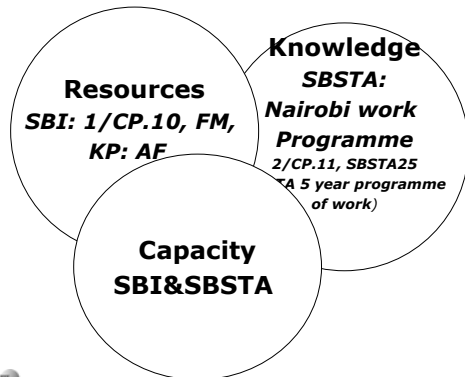 Resources
SBI: 1/CP.10, FM,
KP: AF
Knowledge
SBSTA:
Nairobi work
Programme
2/CP.11, SBSTA25
5 year programme
of work)
Capacity
SBI&SBSTA